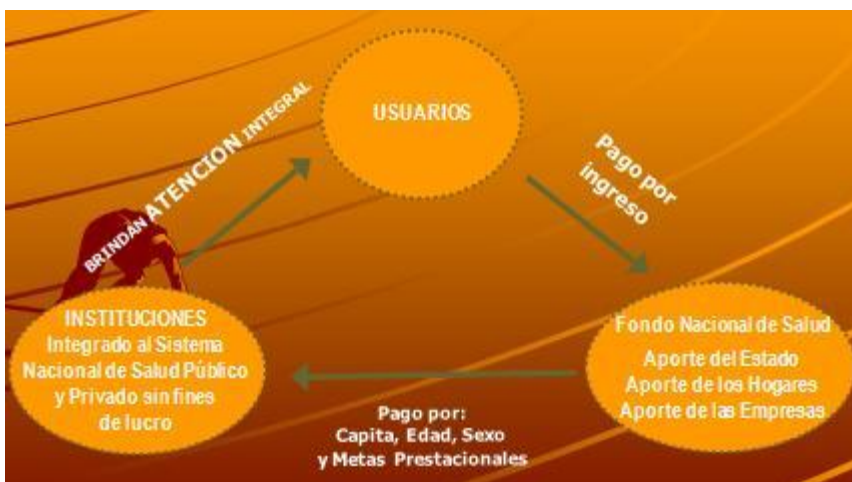 USUARIOS
BRINDAN ATENCION INTEGRAL
Pago por
ingreso
INSTITUCIONES
Integrado al Sistema
Nacional de Salud Público
y Privado sin fines
de lucro
Fondo Nacional de Salud
Aporte del Estado
Aporte de los Hogares
Aporte de las Empresas
Pago por:
Capita, Edad, Sexo
y Metas Prestacionales